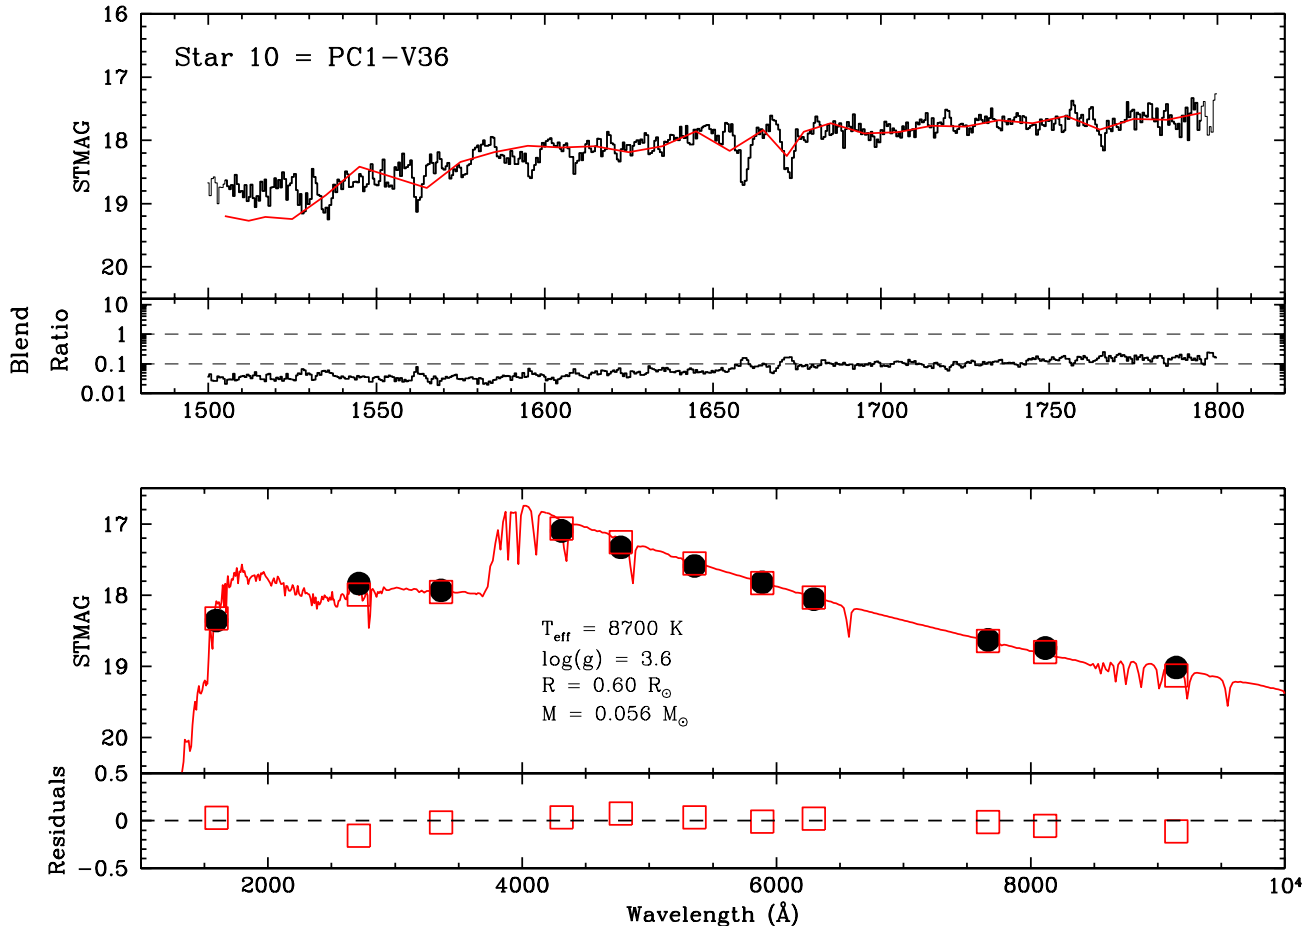 16
Star 10 = PC1−V36
17
18
19
20
STMAG
10
1
0.1
0.01
Blend
Ratio
1500 1550 1600 1650 1700 1750 1800
17
18
19
20
STMAG
T_eff = 8700 K
log(g) = 3.6
R = 0.60 R_⊙
M = 0.056 M_⊙
0.5
0
−0.5
Residuals
2000 4000 6000 8000 10⁴
Wavelength (Å)